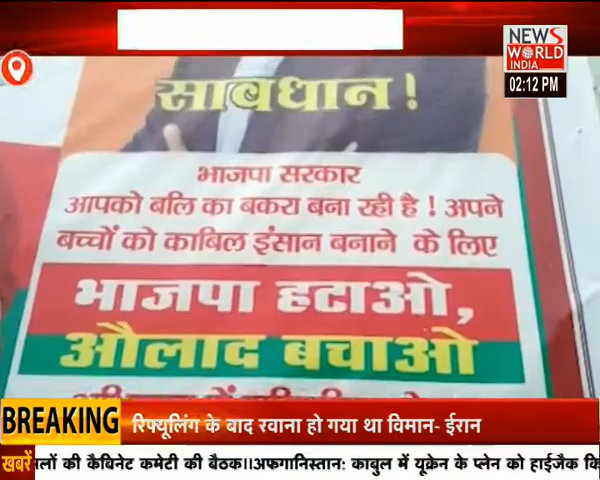 NEWS
WORLD
INDIA
02:12 PM
सावधान !
भाजपा सरकार
आपको बलि का बकरा बना रही है ! अपने
बच्चों को काबिल इंसान बनाने के लिए
भाजपा हटाओ,
औलाद बचाओ
BREAKING
रिफ्यूलिंग के बाद रवाना हो गया था विमान- ईरान
खबरें
लों की कैबिनेट कमेटी की बैठक।।अफगानिस्तान: काबुल में यूक्रेन के प्लेन को हाईजैक